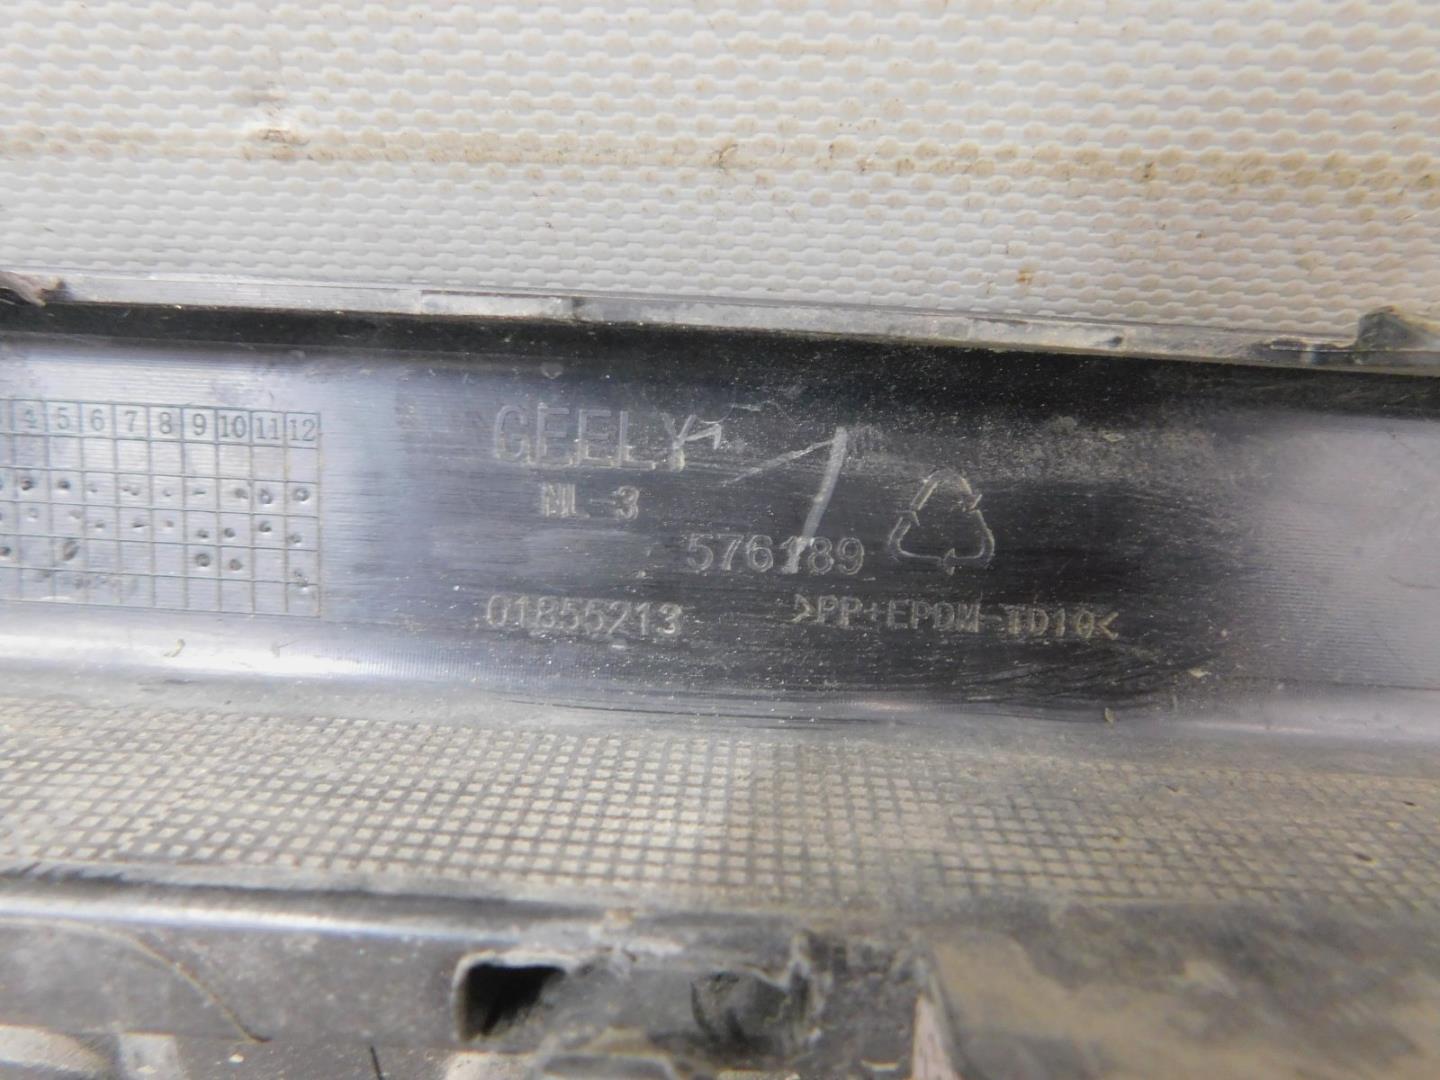 4 5 6 7 8 9 10 11 12
GEELY
NL-3
576189
01855213
>PP+EPDM-TD10<